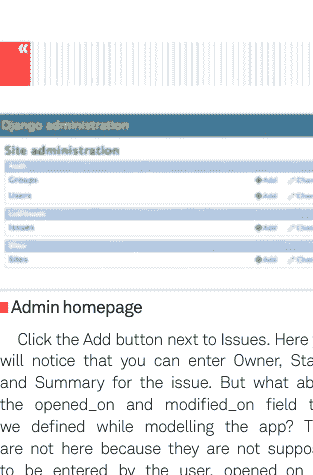 «
Django administration
Site administration
Auth
Groups Add
Users Add
Issues Add
Sites Add
Admin homepage
Click the Add button next to Issues. Here
will notice that you can enter Owner, Sta
and Summary for the issue. But what ab
the opened_on and modified_on field t
we defined while modelling the app? T
are not here because they are not suppo
to be entered by the user. opened_on